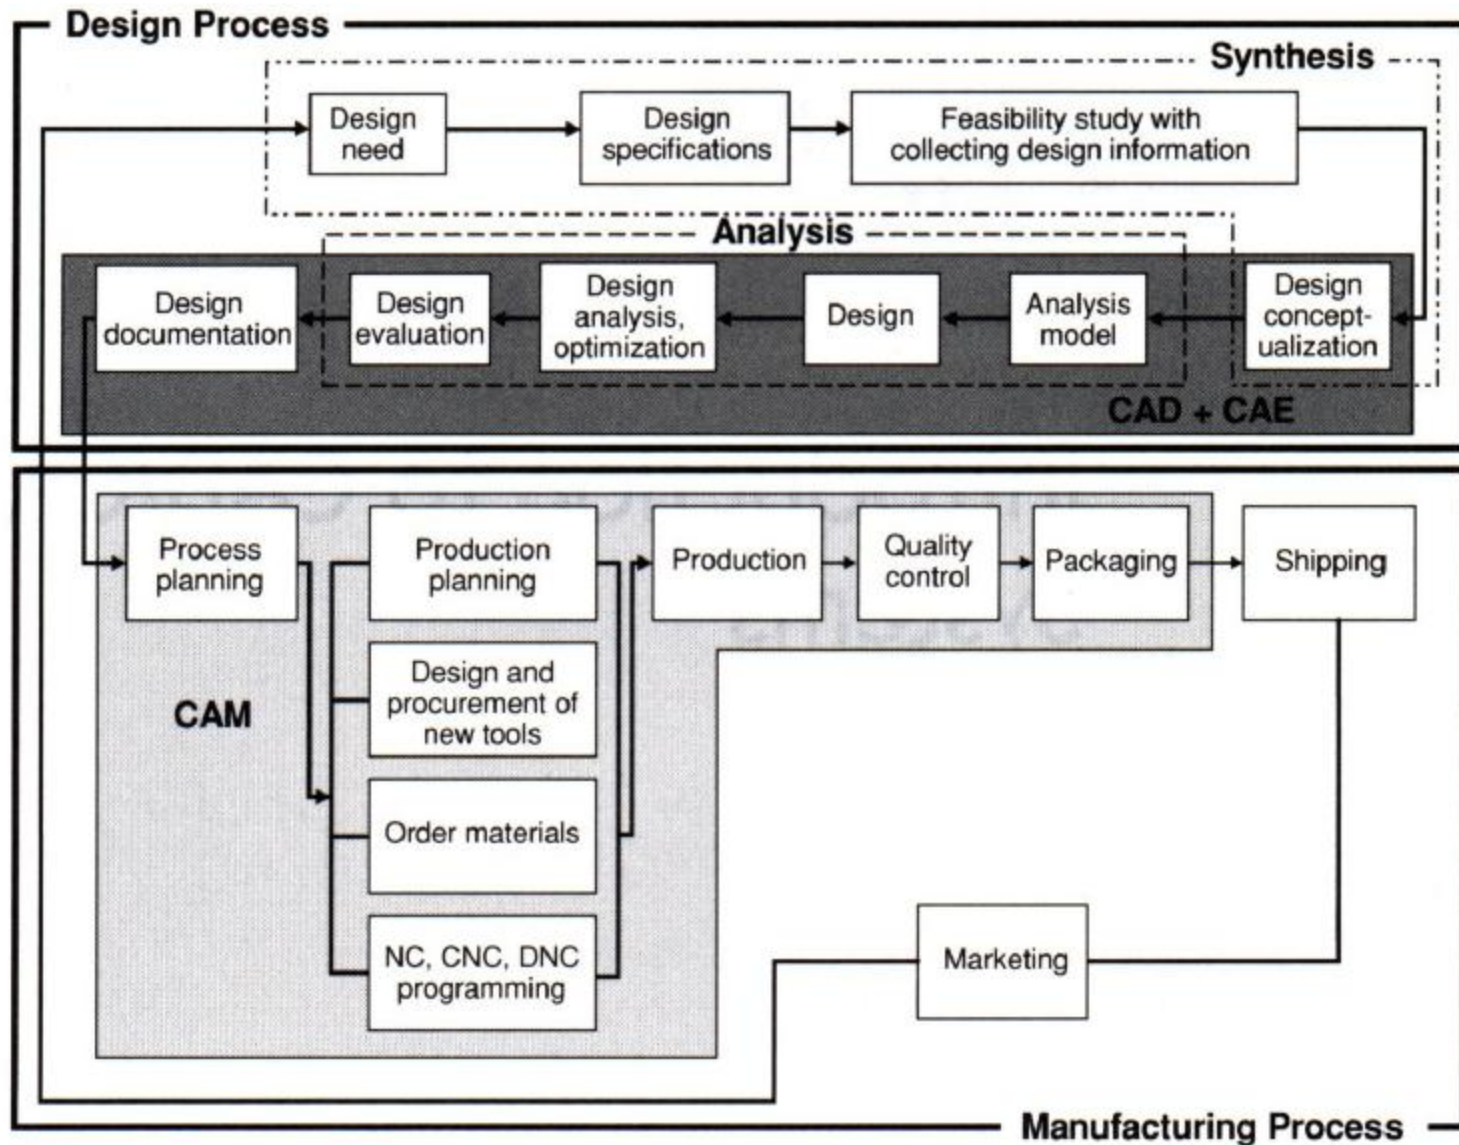 Design Process
Synthesis
Design
need
Design
specifications
Feasibility study with
collecting design information
Analysis
Design
documentation
Design
evaluation
Design
analysis,
optimization
Design
Analysis
model
Design
concept-
ualization
CAD + CAE
Process
planning
Production
planning
Production
Quality
control
Packaging
Shipping
Design and
procurement of
new tools
CAM
Order materials
NC, CNC, DNC
programming
Marketing
Manufacturing Process